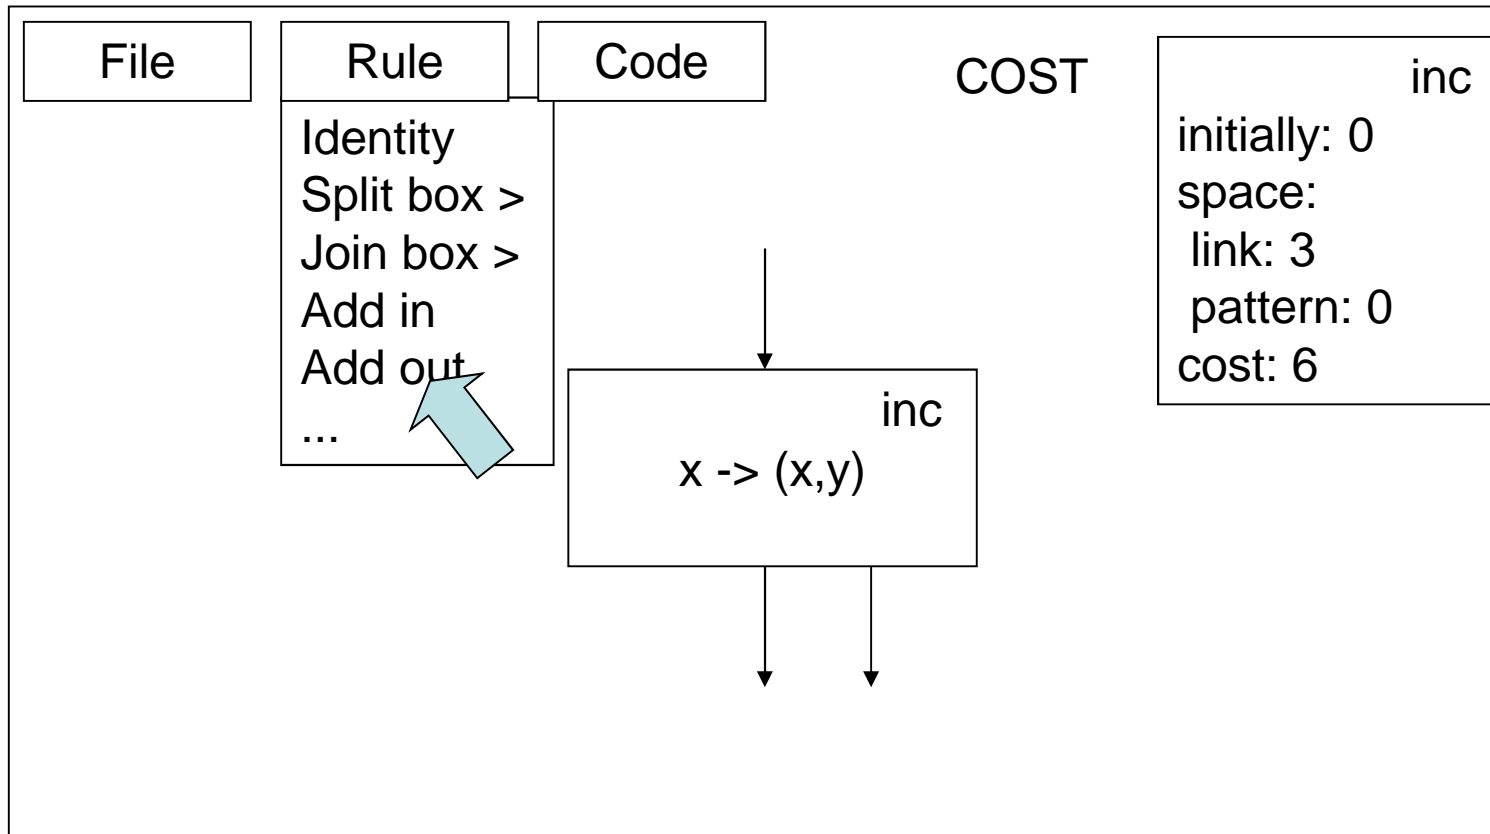 File Rule Code COST
Identity
Split box >
Join box >
Add in
Add out
...
inc
initially: 0
space:
link: 3
pattern: 0
cost: 6
inc
x -> (x,y)